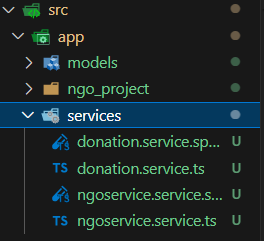 src
app
models
ngo_project
services
donation.service.sp... U
TS donation.service.ts U
ngoservice.service.s... U
TS ngoservice.service.ts U